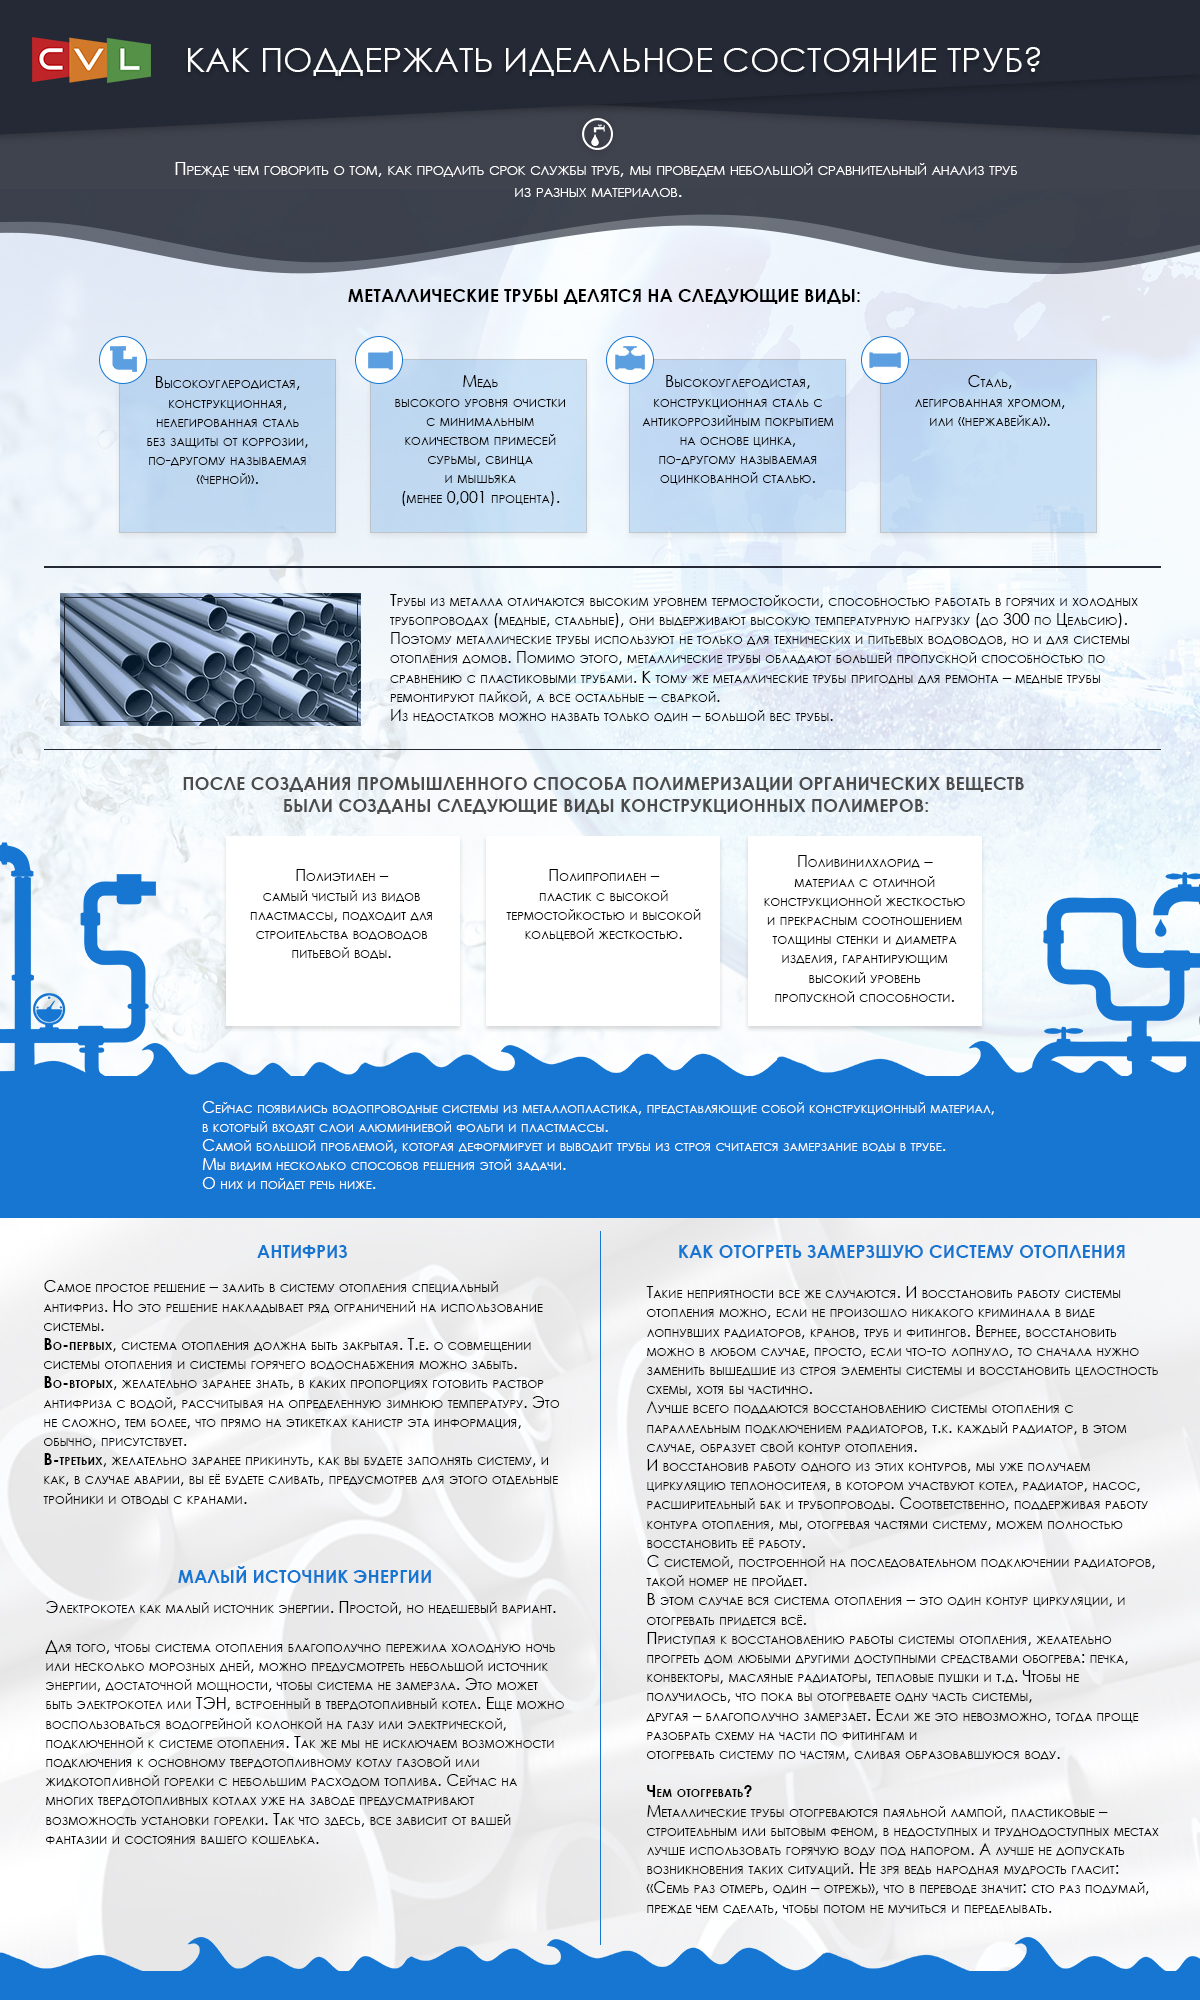 CVL
КАК ПОДДЕРЖАТЬ ИДЕАЛЬНОЕ СОСТОЯНИЕ ТРУБ?
Прежде чем говорить о том, как продлить срок службы труб, мы проведем небольшой сравнительный анализ труб
из разных материалов.
МЕТАЛЛИЧЕСКИЕ ТРУБЫ ДЕЛЯТСЯ НА СЛЕДУЮЩИЕ ВИДЫ:
Высокоуглеродистая,
конструкционная,
нелегированная сталь
без защиты от коррозии,
по-другому называемая
«черной».
Медь
высокого уровня очистки
с минимальным
количеством примесей
сурьмы, свинца
и мышьяка
(менее 0,001 процента).
Высокоуглеродистая,
конструкционная сталь с
антикоррозийным покрытием
на основе цинка,
по-другому называемая
оцинкованной сталью.
Сталь,
легированная хромом,
или «нержавейка».
Трубы из металла отличаются высоким уровнем термостойкости, способностью работать в горячих и холодных
трубопроводах (медные, стальные), они выдерживают высокую температурную нагрузку (до 300 по Цельсию).
Поэтому металлические трубы используют не только для технических и питьевых водоводов, но и для системы
отопления домов. Помимо этого, металлические трубы обладают большей пропускной способностью по
сравнению с пластиковыми трубами. К тому же металлические трубы пригодны для ремонта – медные трубы
ремонтируют пайкой, а все остальные – сваркой.
Из недостатков можно назвать только один – большой вес трубы.
ПОСЛЕ СОЗДАНИЯ ПРОМЫШЛЕННОГО СПОСОБА ПОЛИМЕРИЗАЦИИ ОРГАНИЧЕСКИХ ВЕЩЕСТВ
БЫЛИ СОЗДАНЫ СЛЕДУЮЩИЕ ВИДЫ КОНСТРУКЦИОННЫХ ПОЛИМЕРОВ:
Полиэтилен –
самый чистый из видов
пластмассы, подходит для
строительства водоводов
питьевой воды.
Полипропилен –
пластик с высокой
термостойкостью и высокой
кольцевой жесткостью.
Поливинилхлорид –
материал с отличной
конструкционной жесткостью
и прекрасным соотношением
толщины стенки и диаметра
изделия, гарантирующим
высокий уровень
пропускной способности.
Сейчас появились водопроводные системы из металлопластика, представляющие собой конструкционный материал,
в который входят слои алюминиевой фольги и пластмассы.
Самой большой проблемой, которая деформирует и выводит трубы из строя считается замерзание воды в трубе.
Мы видим несколько способов решения этой задачи.
О них и пойдет речь ниже.
АНТИФРИЗ
Самое простое решение – залить в систему отопления специальный
антифриз. Но это решение накладывает ряд ограничений на использование
системы.
Во-первых, система отопления должна быть закрытая. Т.е. о совмещении
системы отопления и системы горячего водоснабжения можно забыть.
Во-вторых, желательно заранее знать, в каких пропорциях готовить раствор
антифриза с водой, рассчитывая на определенную зимнюю температуру. Это
не сложно, тем более, что прямо на этикетках канистр эта информация,
обычно, присутствует.
В-третьих, желательно заранее прикинуть, как вы будете заполнять систему, и
как, в случае аварии, вы её будете сливать, предусмотрев для этого отдельные
тройники и отводы с кранами.
МАЛЫЙ ИСТОЧНИК ЭНЕРГИИ
Электрокотел как малый источник энергии. Простой, но недешевый вариант.
Для того, чтобы система отопления благополучно пережила холодную ночь
или несколько морозных дней, можно предусмотреть небольшой источник
энергии, достаточной мощности, чтобы система не замерзла. Это может
быть электрокотел или ТЭН, встроенный в твердотопливный котел. Еще можно
воспользоваться водогрейной колонкой на газу или электрической,
подключенной к системе отопления. Так же мы не исключаем возможности
подключения к основному твердотопливному котлу газовой или
жидкотопливной горелки с небольшим расходом топлива. Сейчас на
многих твердотопливных котлах уже на заводе предусматривают
возможность установки горелки. Так что здесь, все зависит от вашей
фантазии и состояния вашего кошелька.
КАК ОТОГРЕТЬ ЗАМЕРЗШУЮ СИСТЕМУ ОТОПЛЕНИЯ
Такие неприятности все же случаются. И восстановить работу системы
отопления можно, если не произошло никакого криминала в виде
лопнувших радиаторов, кранов, труб и фитингов. Вернее, восстановить
можно в любом случае, просто, если что-то лопнуло, то сначала нужно
заменить вышедшие из строя элементы системы и восстановить целостность
схемы, хотя бы частично.
Лучше всего поддаются восстановлению системы отопления с
параллельным подключением радиаторов, т.к. каждый радиатор, в этом
случае, образует свой контур отопления.
И восстановив работу одного из этих контуров, мы уже получаем
циркуляцию теплоносителя, в котором участвуют котел, радиатор, насос,
расширительный бак и трубопроводы. Соответственно, поддерживая работу
контура отопления, мы, отогревая частями систему, можем полностью
восстановить её работу.
С системой, построенной на последовательном подключении радиаторов,
такой номер не пройдет.
В этом случае вся система отопления – это один контур циркуляции, и
отогревать придется всё.
Приступая к восстановлению работы системы отопления, желательно
прогреть дом любыми другими доступными средствами обогрева: печка,
конвекторы, масляные радиаторы, тепловые пушки и т.д. Чтобы не
получилось, что пока вы отогреваете одну часть системы,
другая – благополучно замерзает. Если же это невозможно, тогда проще
разобрать схему на части по фитингам и
отогревать систему по частям, сливая образовавшуюся воду.
Чем отогревать?
Металлические трубы отогреваются паяльной лампой, пластиковые –
строительным или бытовым феном, в недоступных и труднодоступных местах
лучше использовать горячую воду под напором. А лучше не допускать
возникновения таких ситуаций. Не зря ведь народная мудрость гласит:
«Семь раз отмерь, один – отрежь», что в переводе значит: сто раз подумай,
прежде чем сделать, чтобы потом не мучиться и переделывать.